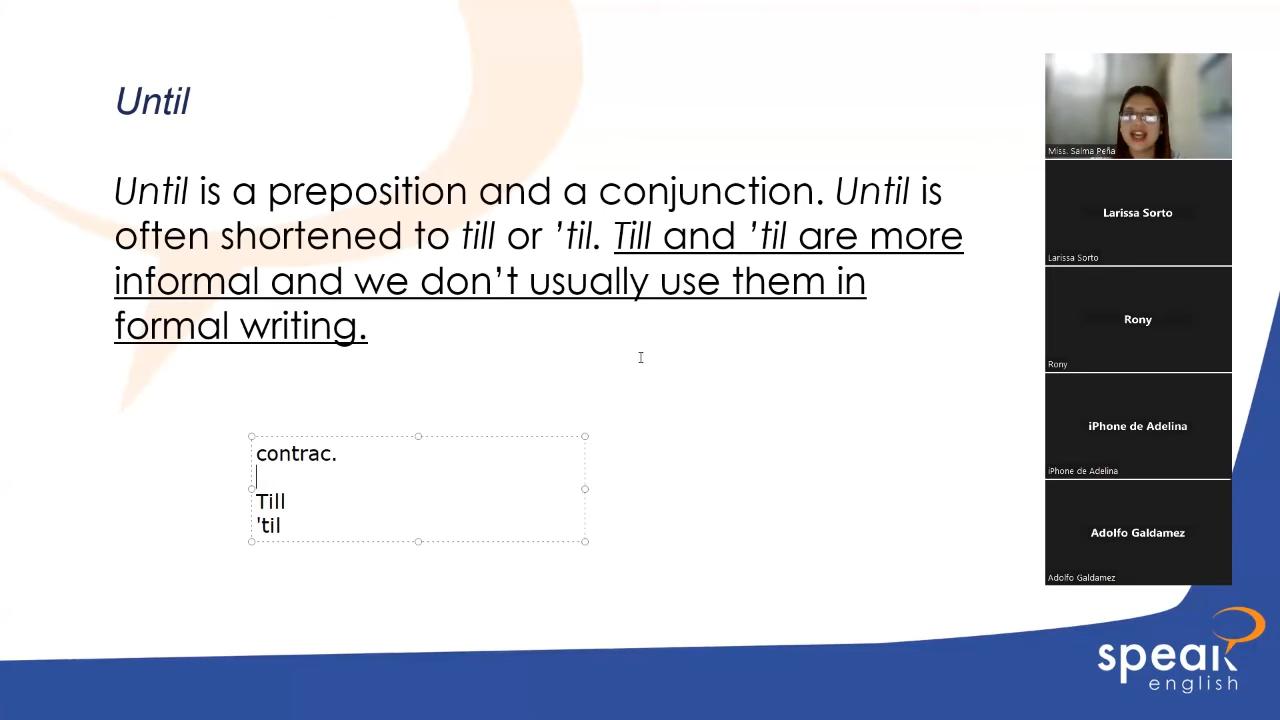 Until
Until is a preposition and a conjunction. Until is
often shortened to till or ’til. Till and ’til are more
informal and we don’t usually use them in
formal writing.
contrac.
Till
'til
Miss. Salma Peña
Larissa Sorto
Larissa Sorto
Rony
Rony
iPhone de Adelina
iPhone de Adelina
Adolfo Galdamez
Adolfo Galdamez
speak
english